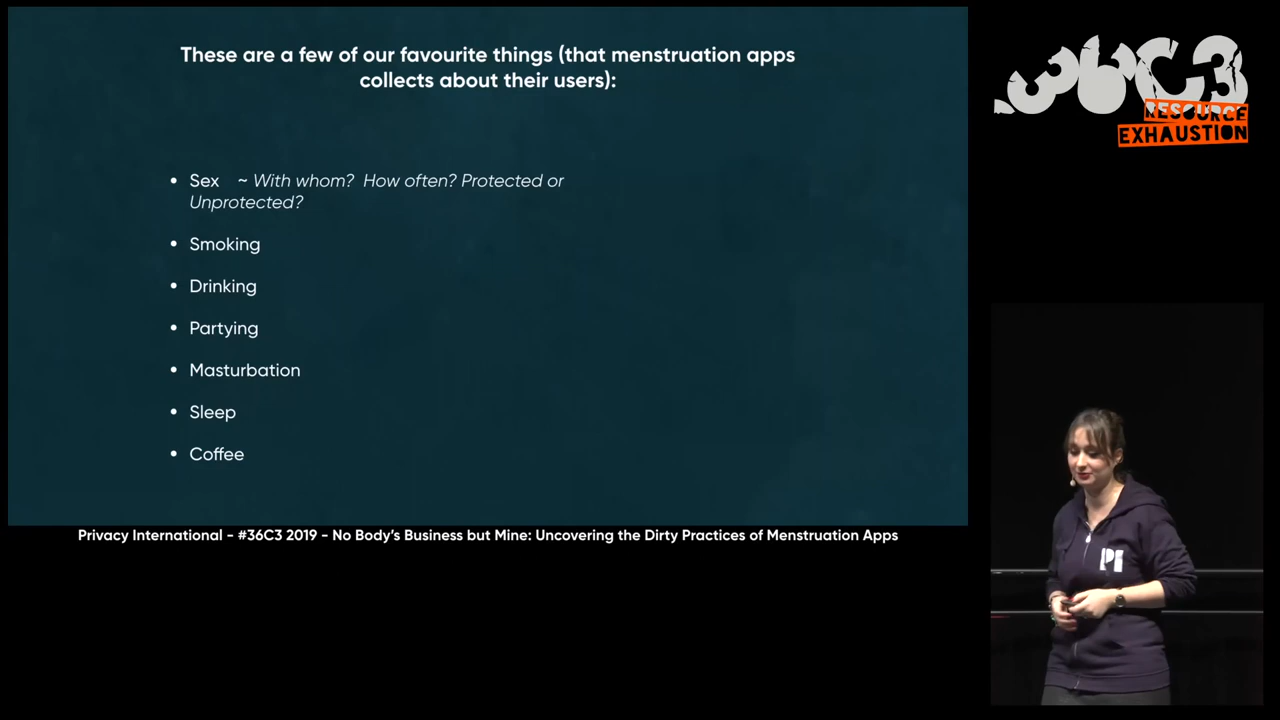 These are a few of our favourite things (that menstruation apps
collects about their users):
• Sex ~ With whom? How often? Protected or
Unprotected?
• Smoking
• Drinking
• Partying
• Masturbation
• Sleep
• Coffee
Privacy International - #36C3 2019 - No Body's Business but Mine: Uncovering the Dirty Practices of Menstruation Apps
36C3
RESOURCE
EXHAUSTION
PI